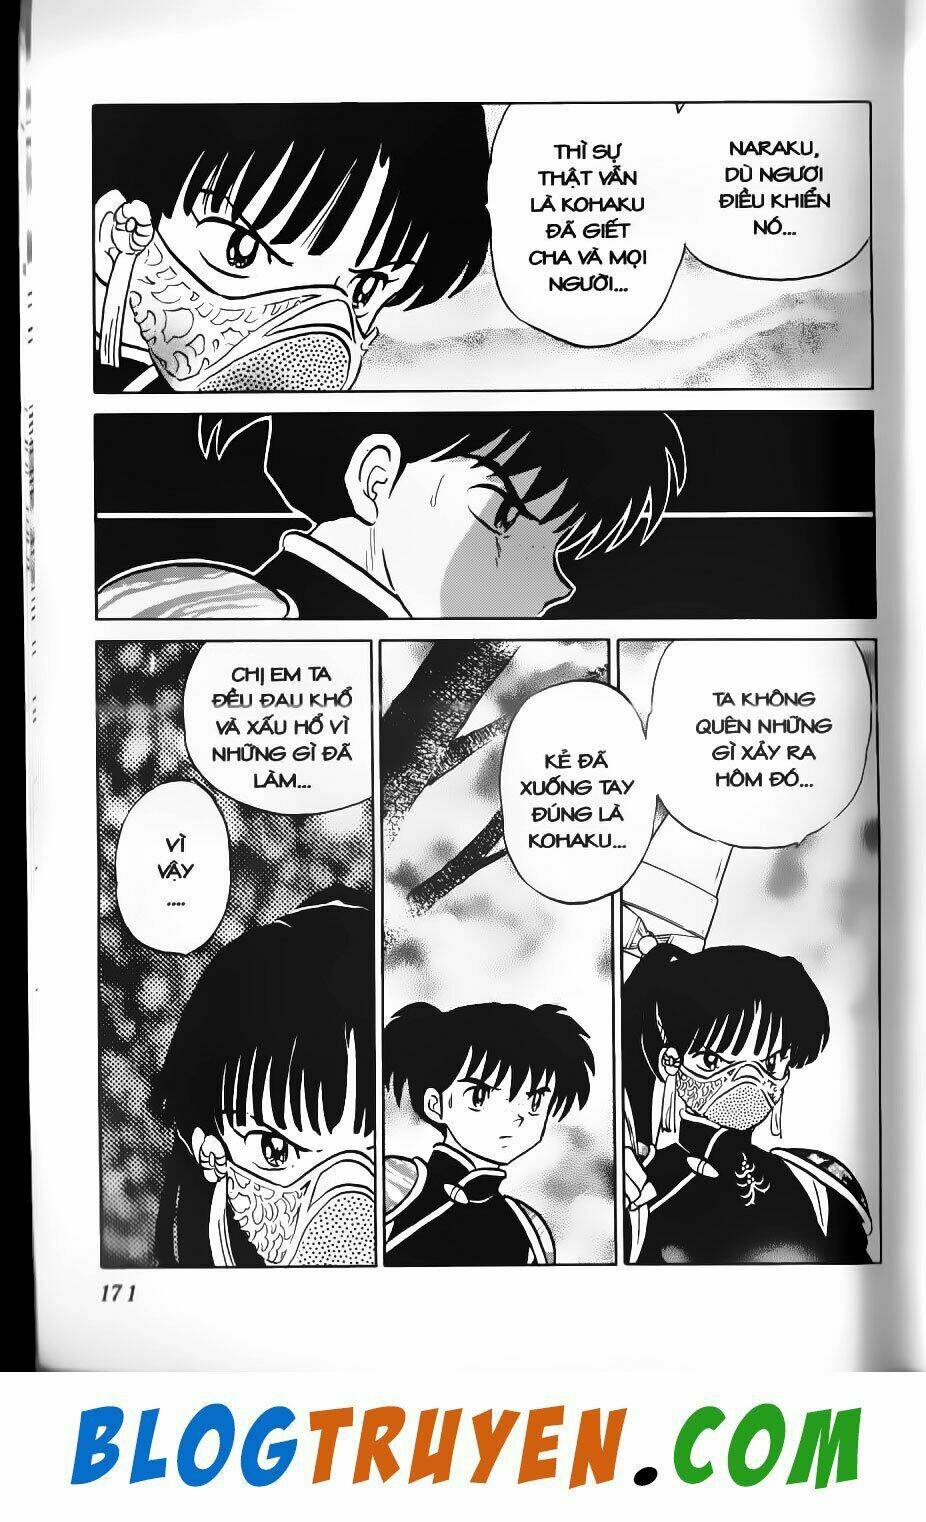 NARAKU,
DÙ NGƯƠI
ĐIỀU KHIỂN
NÓ...
THÌ SỰ
THẬT VẪN
LÀ KOHAKU
ĐÃ GIẾT
CHA VÀ MỌI
NGƯỜI...
TA KHÔNG
QUÊN NHỮNG
GÌ XẢY RA
HÔM ĐÓ...
KẺ ĐÃ
XUỐNG TAY
ĐÚNG LÀ
KOHAKU...
CHỊ EM TA
ĐỀU ĐAU KHỔ
VÀ XẤU HỔ VÌ
NHỮNG GÌ ĐÃ
LÀM...
VÌ
VẬY
....
171
BLOGTRUYEN.COM